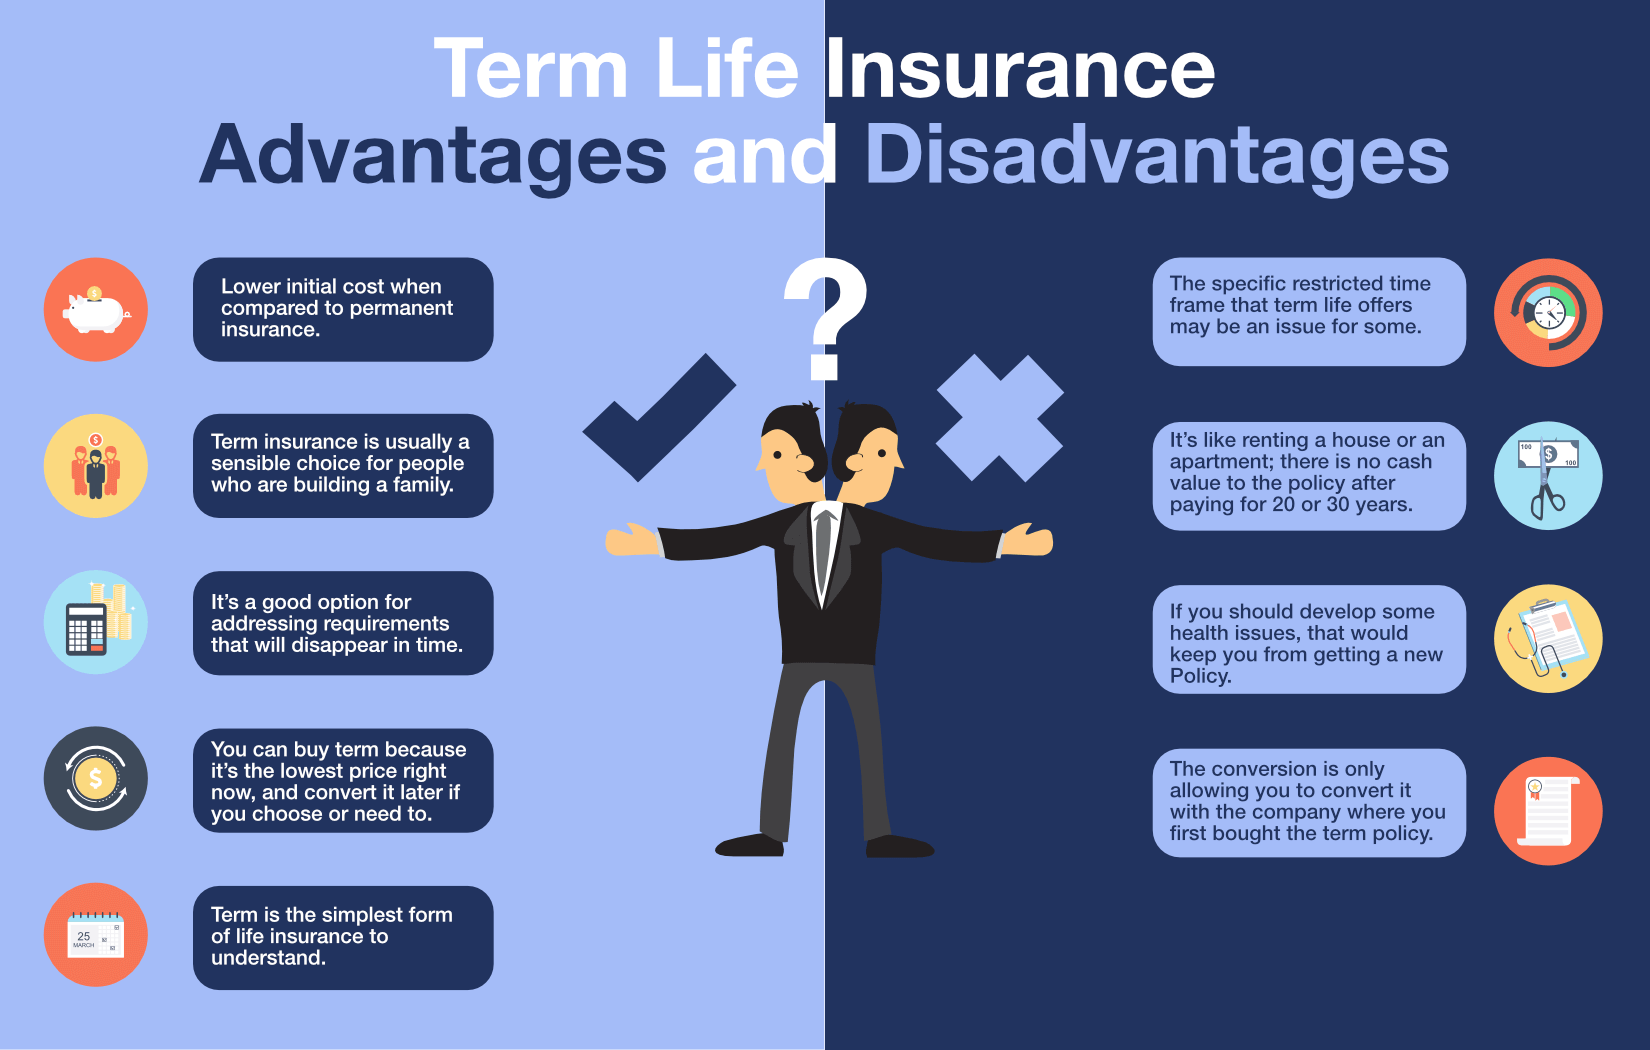 Term Life Insurance
Advantages and Disadvantages
Lower initial cost when
compared to permanent
insurance.
$
Term insurance is usually a
sensible choice for people
who are building a family.
$
It's a good option for
addressing requirements
that will disappear in time.
You can buy term because
it's the lowest price right
now, and convert it later if
you choose or need to.
$
Term is the simplest form
of life insurance to
understand.
25
MARCH
?
The specific restricted time
frame that term life offers
may be an issue for some.
It's like renting a house or an
apartment; there is no cash
value to the policy after
paying for 20 or 30 years.
100
$
100
If you should develop some
health issues, that would
keep you from getting a new
Policy.
The conversion is only
allowing you to convert it
with the company where you
first bought the term policy.